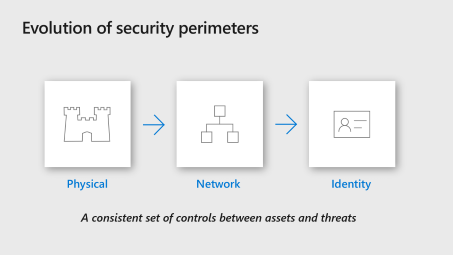 Evolution of security perimeters
Physical
Network
Identity
A consistent set of controls between assets and threats